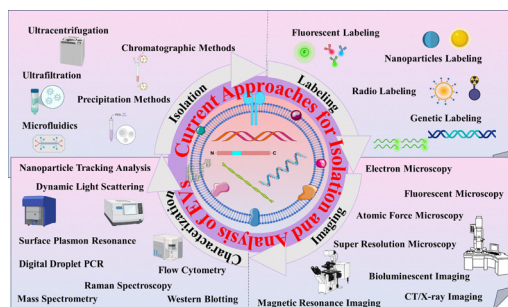 Ultracentrifugation
Chromatographic Methods
Ultrafiltration
Precipitation Methods
Microfluidics
Isolation
Fluorescent Labeling
Nanoparticles Labeling
Radio Labeling
Genetic Labeling
Labeling
Current Approaches for Isolation and Analysis of EVs
N
C
Nanoparticle Tracking Analysis
Dynamic Light Scattering
Surface Plasmon Resonance
Digital Droplet PCR
Flow Cytometry
Raman Spectroscopy
Mass Spectrometry
Western Blotting
Characterization
Electron Microscopy
Fluorescent Microscopy
Atomic Force Microscopy
Super Resolution Microscopy
Bioluminescent Imaging
Magnetic Resonance Imaging
CT/X-ray Imaging
Imaging